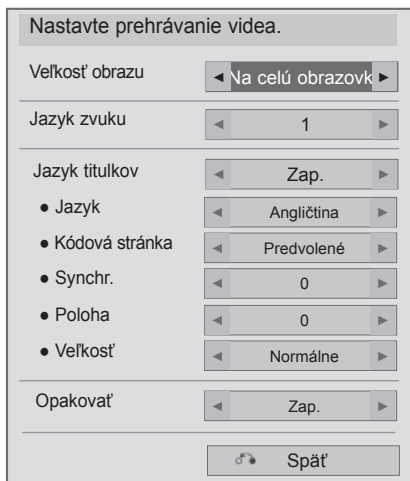 Nastavte prehrávanie videa.
Veľkosť obrazu ◄ Na celú obrazovk ►
Jazyk zvuku ◄ 1 ►
Jazyk titulkov ◄ Zap. ►
● Jazyk ◄ Angličtina ►
● Kódová stránka ◄ Predvolené ►
● Synchr. ◄ 0 ►
● Poloha ◄ 0 ►
● Veľkosť ◄ Normálne ►
Opakovať ◄ Zap. ►
Späť